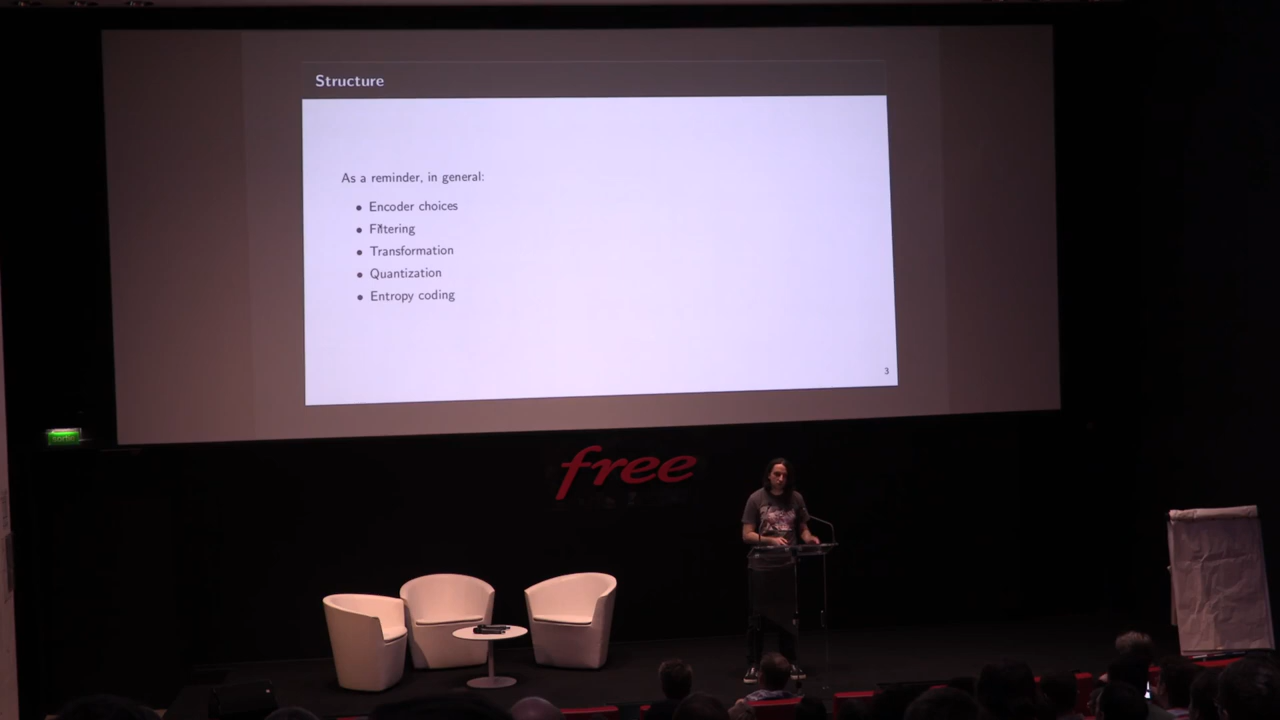 Structure
As a reminder, in general:
• Encoder choices
• Filtering
• Transformation
• Quantization
• Entropy coding
3
free